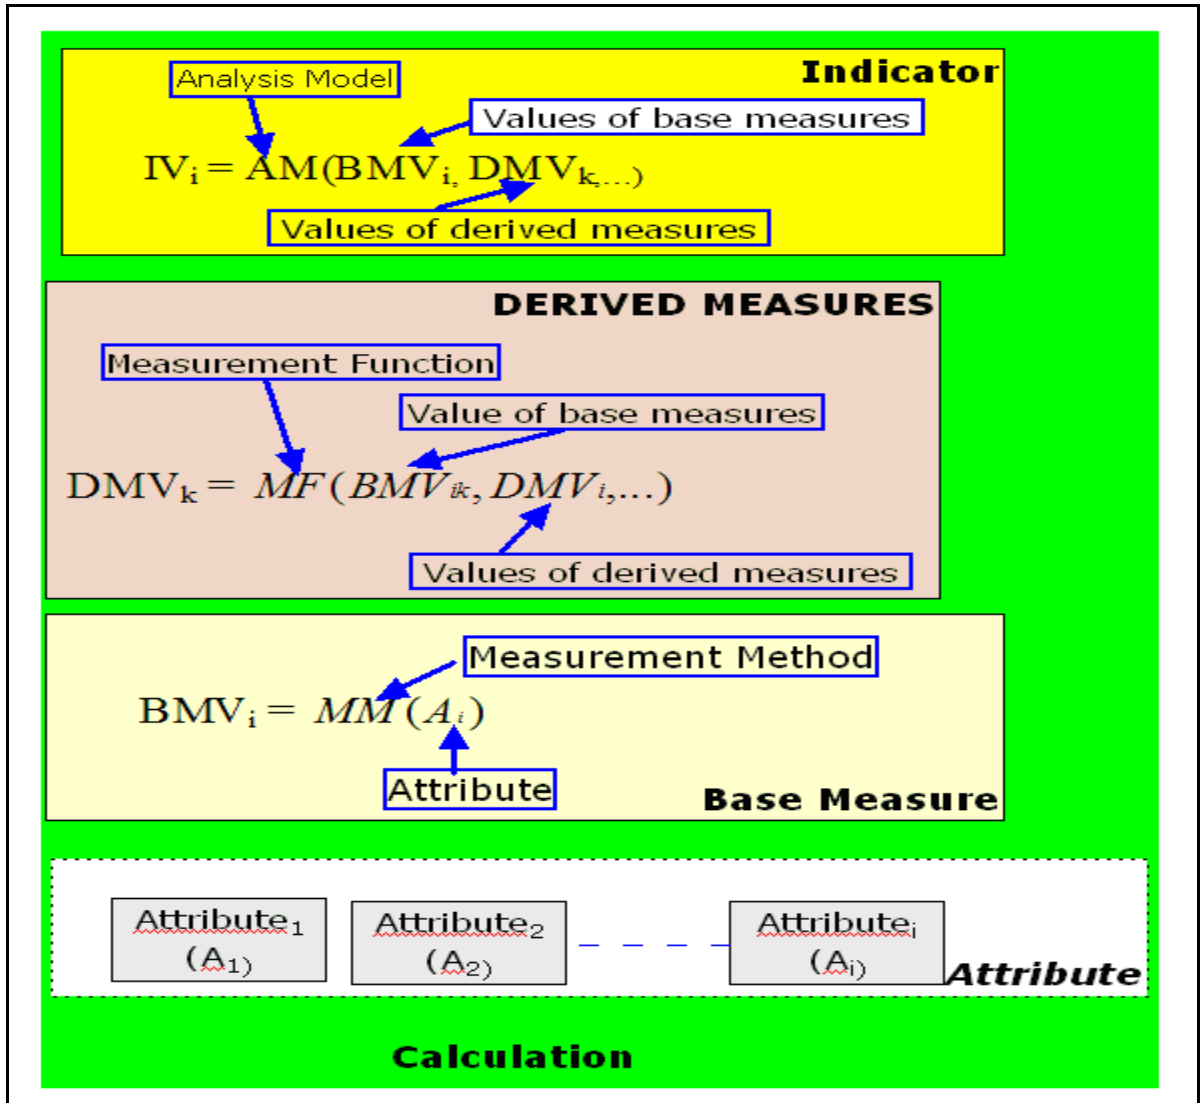 Indicator
Analysis Model
Values of base measures
IVi = AM(BMVi, DMVk,...)
Values of derived measures
DERIVED MEASURES
Measurement Function
Value of base measures
DMVk = MF(BMVik, DMVi,...)
Values of derived measures
Measurement Method
BMVi = MM(Ai)
Attribute
Base Measure
Attribute1 Attribute2 Attributei
(A1) (A2) (Ai)
Attribute
Calculation